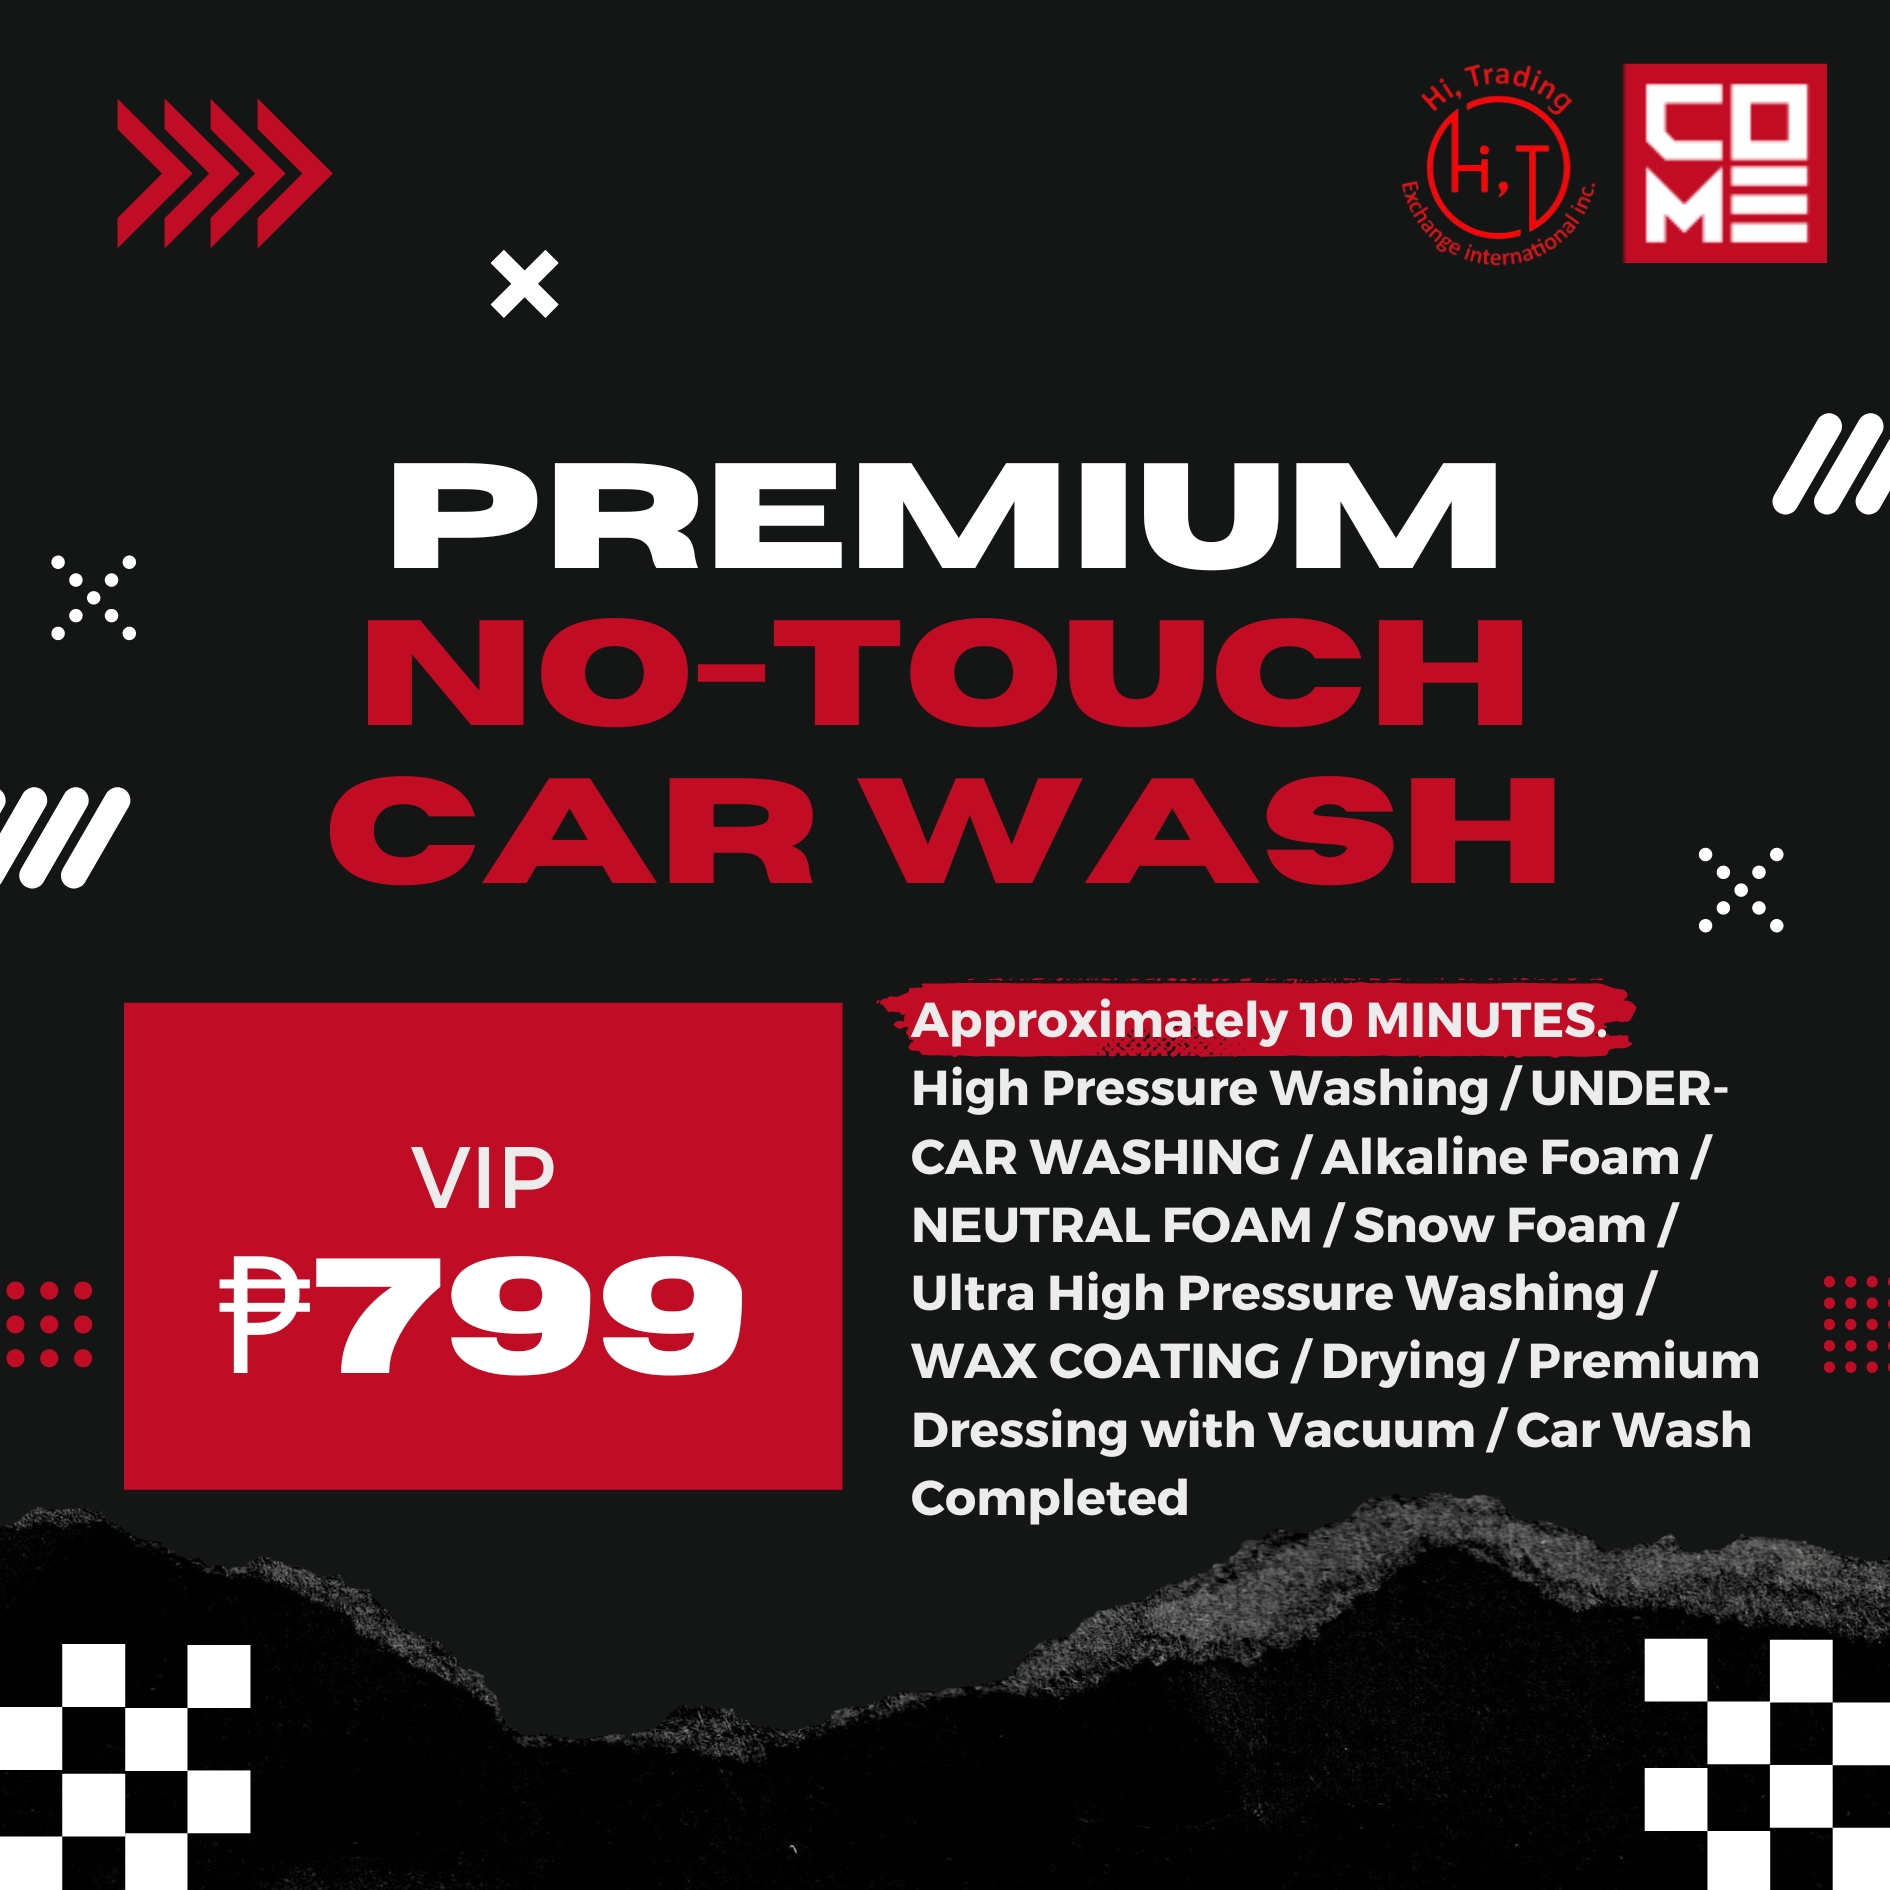 Hi, Trading
Hi, T
Exchange international inc.
CO
ME
PREMIUM
NO-TOUCH
CAR WASH
VIP
₱799
Approximately 10 MINUTES.
High Pressure Washing / UNDER-
CAR WASHING / Alkaline Foam /
NEUTRAL FOAM / Snow Foam /
Ultra High Pressure Washing /
WAX COATING / Drying / Premium
Dressing with Vacuum / Car Wash
Completed